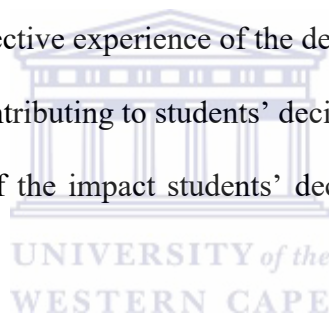 ective experience of the de
ntributing to students’ deci
f the impact students’ dec
UNIVERSITY of the
WESTERN CAPE